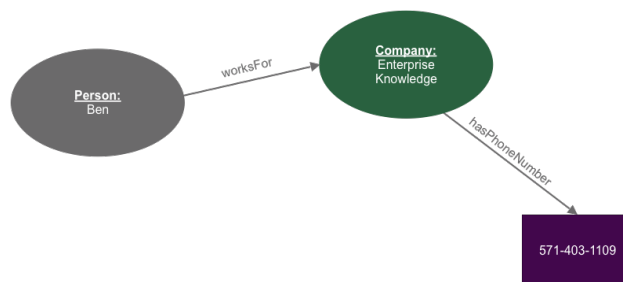 Person:
Ben
worksFor
Company:
Enterprise
Knowledge
hasPhoneNumber
571-403-1109